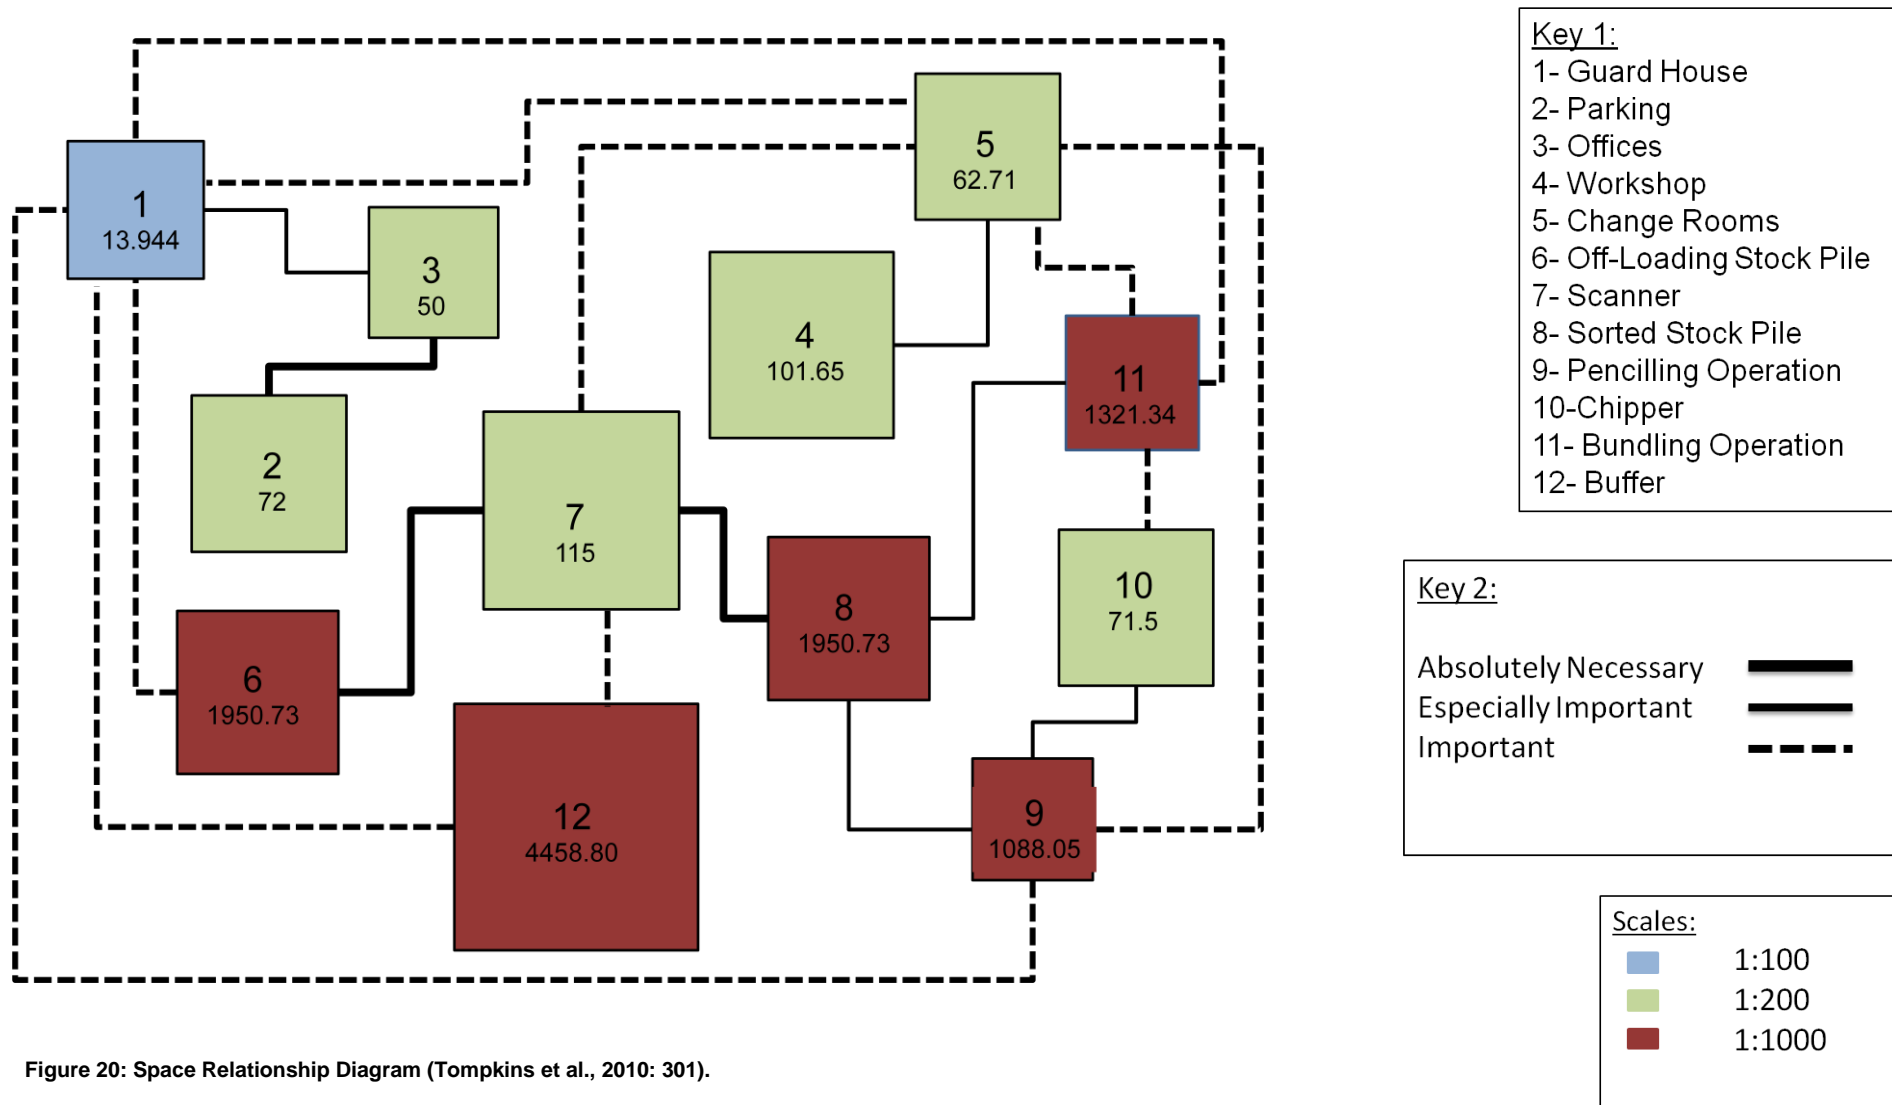 1
13.944
3
50
2
72
5
62.71
4
101.65
11
1321.34
7
115
8
1950.73
10
71.5
6
1950.73
12
4458.80
9
1088.05
Key 1:
1- Guard House
2- Parking
3- Offices
4- Workshop
5- Change Rooms
6- Off-Loading Stock Pile
7- Scanner
8- Sorted Stock Pile
9- Pencilling Operation
10-Chipper
11- Bundling Operation
12- Buffer
Key 2:
Absolutely Necessary
Especially Important
Important
Scales:
1:100
1:200
1:1000
Figure 20: Space Relationship Diagram (Tompkins et al., 2010: 301).